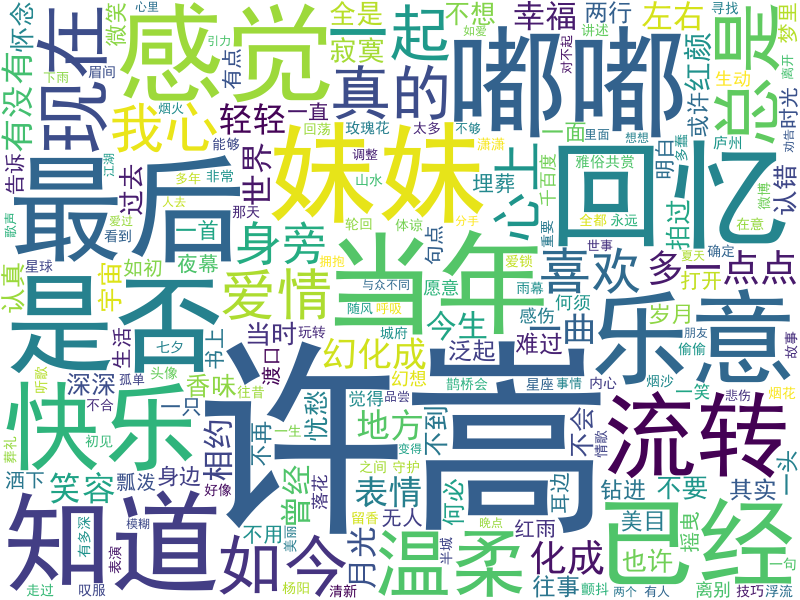 许嵩
感觉
嘟嘟
妹妹
回忆
最后
当年
是否
乐意
快乐
知道
流转
已经
温柔
如今
现在
总是
一起
真的
我心
心上
爱情
喜欢
身旁
幻化成
多一点点
化成
世界
轻轻
有没有
怀念
微笑
心里
全是
不想
幸福
两行
左右
梦里
寻找
引力
如爱
对不起
讲述
离开
劝告
寂寞
有点
眉间
烟火
红颜
或许
生动
时光
明白
认错
微博
多番
庐州
里面
想想
一面
千百度
雅俗共赏
拍过
在意
不够
太多
玫瑰花
回荡
能够
一直
调整
潇潇
埋葬
山水
体谅
轮回
句点
重要
全都
永远
世事
告诉
江湖
过去
多年
非常
那天
人去
爱过
看到
歌声
一首
如初
夜幕
认真
宇宙
星球
拥抱
与众不同
随风
呼吸
愿意
雨幕
爱锁
何须
确定
夏天
分手
打开
岁月
朋友
偷偷
故事
感伤
一曲
今生
城府
玩转
当时
渡口
书上
七夕
生活
听歌
孤单
头像
深深
香味
往昔
幻想
泛起
难过
鹊桥会
星座
事情
内心
烟沙
一笑
悲伤
烟花
忧愁
觉得
品尝
地方
不到
不会
情歌
一只
不合
相约
不再
一生
变得
葬礼
初见
洒下
笑容
飘泼
身边
好像
曾经
落花
之间
守护
表情
何必
耳边
钻进
不要
其实
一头
有多深
模糊
表演
不用
美丽
留香
无人
月光
晚点
半城
红雨
美目
摇曳
也许
走过
叹服
杨阳
清新
往事
颤抖
两个
有人
离别
技巧
浮流
一句